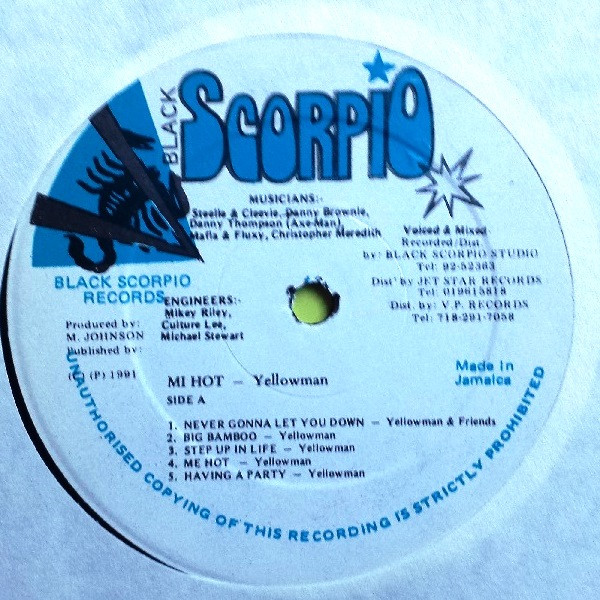 BLACK
SCORPIO
MUSICIANS:-
Steelie & Cleevie, Danny Brownie,
Danny Thompson (Axe-Man)
Mafia & Fluxy, Christopher Meredith
Voiced & Mixed
Recorded/Dist
by: BLACK SCORPIO STUDIO
Tel: 92-52363
Dist' by JET STAR RECORDS
Tel: 019615818
Dist. by: V.P. RECORDS
Tel: 718-291-7058
BLACK SCORPIO
RECORDS
ENGINEERS:-
Mikey Riley,
Culture Lee,
Michael Stewart
Produced by:
M. JOHNSON
Published by:
(P) 1991
MI HOT — Yellowman
SIDE A
Made in
Jamaica
1. NEVER GONNA LET YOU DOWN — Yellowman & Friends
2. BIG BAMBOO — Yellowman
3. STEP UP IN LIFE — Yellowman
4. ME HOT — Yellowman
5. HAVING A PARTY — Yellowman
UNAUTHORISED COPYING OF THIS RECORDING IS STRICTLY PROHIBITED